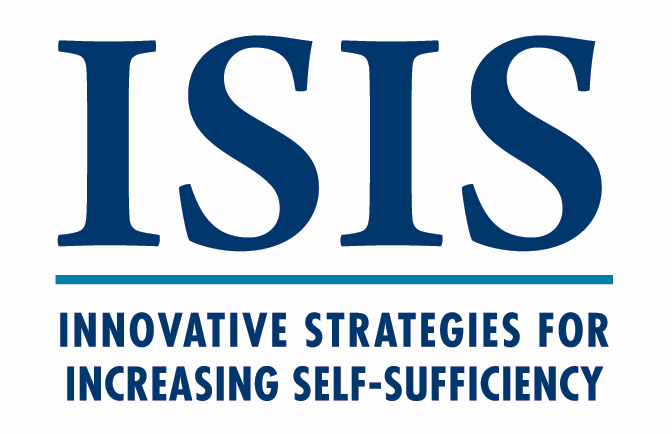 ISIS
INNOVATIVE STRATEGIES FOR
INCREASING SELF-SUFFICIENCY